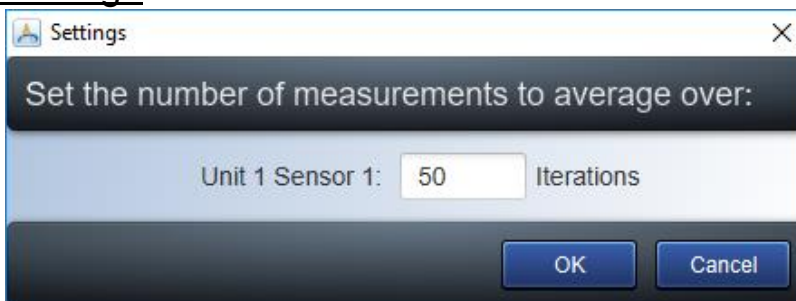 Settings
Set the number of measurements to average over:
Unit 1 Sensor 1: 50 Iterations
OK Cancel